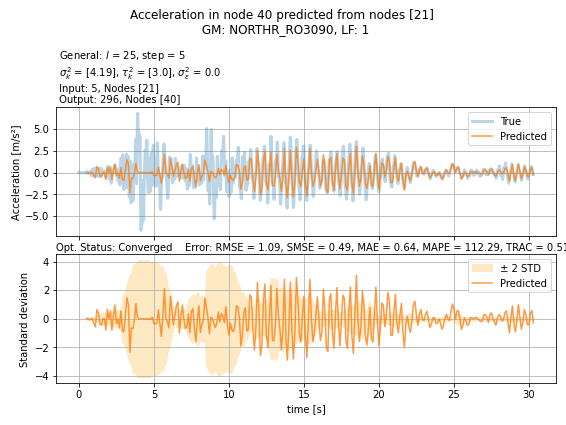 Acceleration in node 40 predicted from nodes [21]
GM: NORTHR_RO3090, LF: 1
General: l = 25, step = 5
σ²ₖ = [4.19], τ²ₖ = [3.0], σ²ε = 0.0
Input: 5, Nodes [21]
Output: 296, Nodes [40]
Acceleration [m/s²]
5.0
2.5
0.0
−2.5
−5.0
True
Predicted
Opt. Status: Converged Error: RMSE = 1.09, SMSE = 0.49, MAE = 0.64, MAPE = 112.29, TRAC = 0.51
Standard deviation
4
2
0
−2
−4
± 2 STD
Predicted
0 5 10 15 20 25 30
time [s]